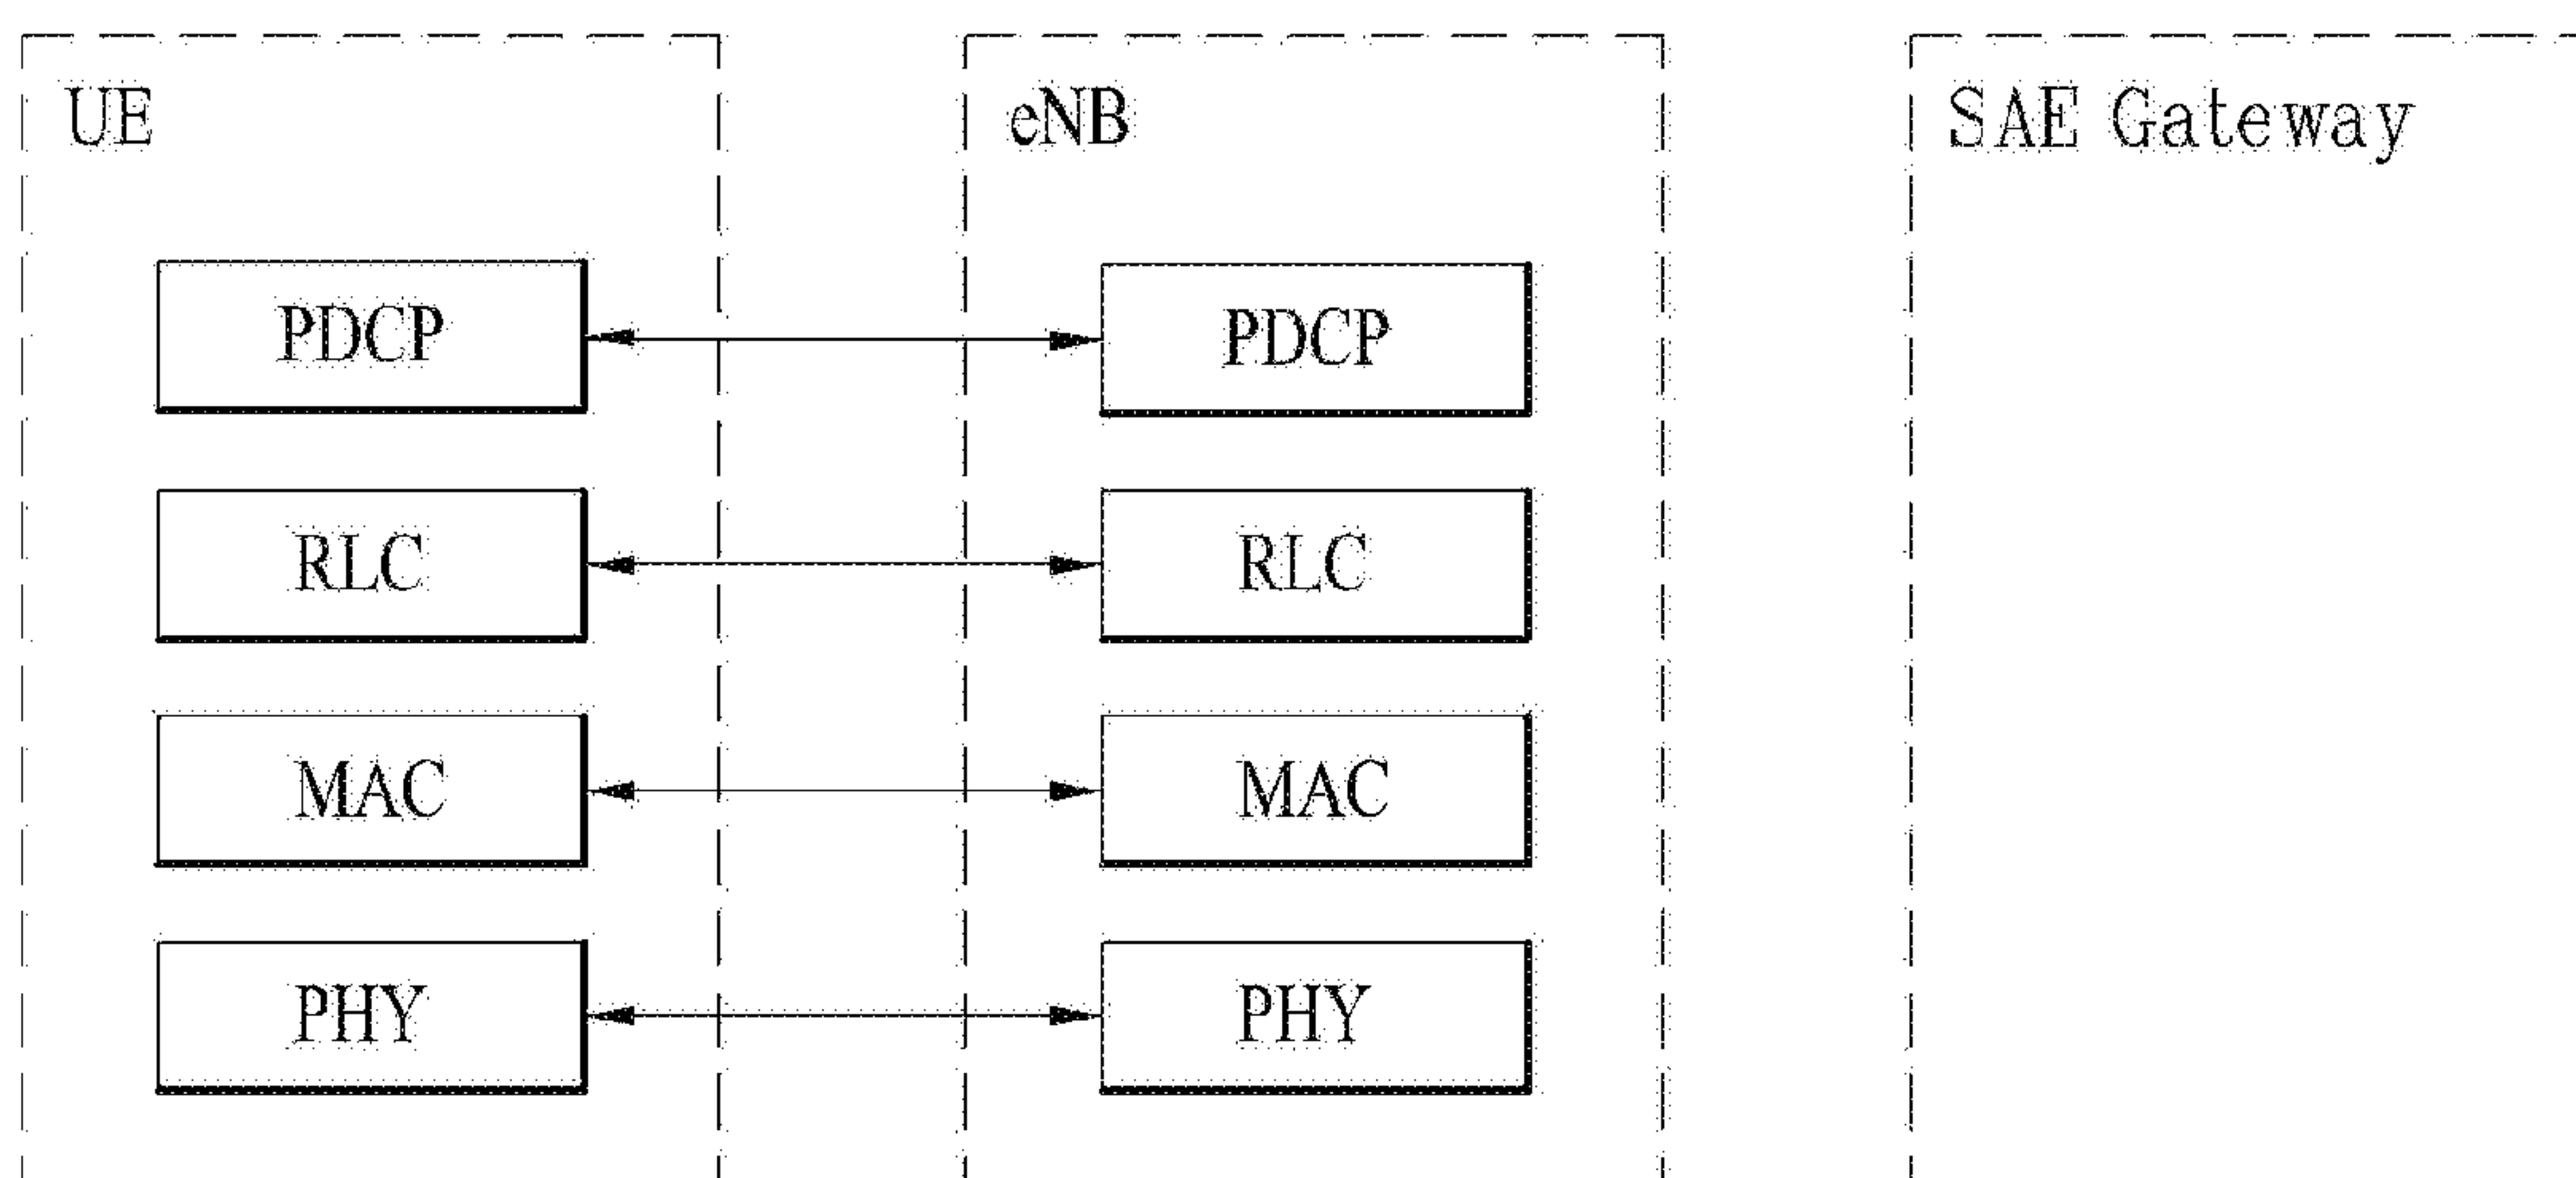 UE eNB SAE Gateway
PDCP PDCP
RLC RLC
MAC MAC
PHY PHY